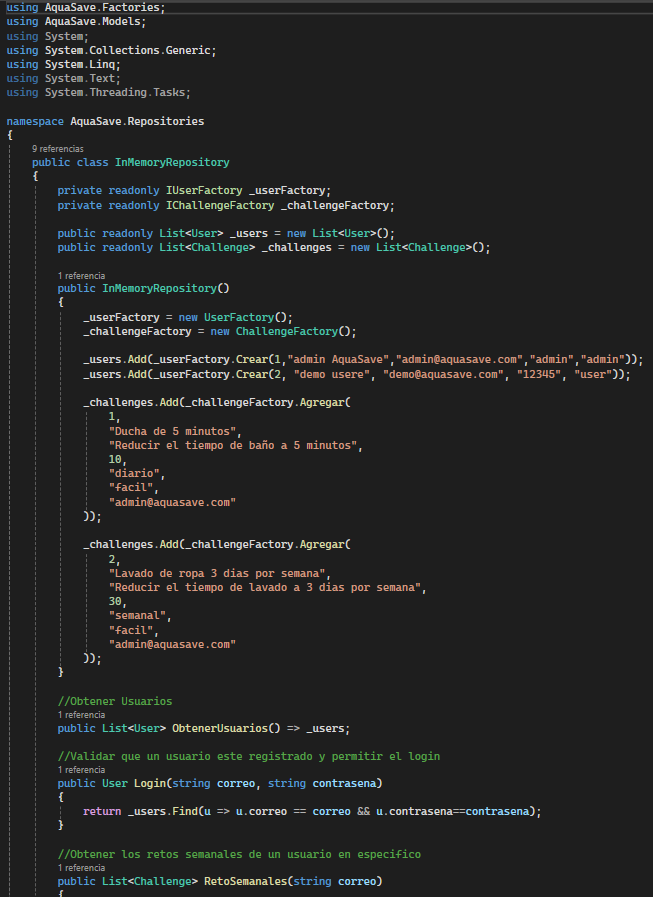 using AquaSave.Factories;
using AquaSave.Models;
using System;
using System.Collections.Generic;
using System.Linq;
using System.Text;
using System.Threading.Tasks;
namespace AquaSave.Repositories
{
9 referencias
public class InMemoryRepository
{
private readonly IUserFactory _userFactory;
private readonly IChallengeFactory _challengeFactory;
public readonly List<User> _users = new List<User>();
public readonly List<Challenge> _challenges = new List<Challenge>();
1 referencia
public InMemoryRepository()
{
_userFactory = new UserFactory();
_challengeFactory = new ChallengeFactory();
_users.Add(_userFactory.Crear(1,"admin AquaSave","admin@aquasave.com","admin","admin"));
_users.Add(_userFactory.Crear(2, "demo usere", "demo@aquasave.com", "12345", "user"));
_challenges.Add(_challengeFactory.Agregar(
1,
"Ducha de 5 minutos",
"Reducir el tiempo de baño a 5 minutos",
10,
"diario",
"facil",
"admin@aquasave.com"
));
_challenges.Add(_challengeFactory.Agregar(
2,
"Lavado de ropa 3 dias por semana",
"Reducir el tiempo de lavado a 3 dias por semana",
30,
"semanal",
"facil",
"admin@aquasave.com"
));
}
//Obtener Usuarios
1 referencia
public List<User> ObtenerUsuarios() => _users;
//Validar que un usuario este registrado y permitir el login
1 referencia
public User Login(string correo, string contrasena)
{
return _users.Find(u => u.correo == correo && u.contrasena==contrasena);
}
//Obtener los retos semanales de un usuario en especifico
1 referencia
public List<Challenge> RetoSemanales(string correo)
{